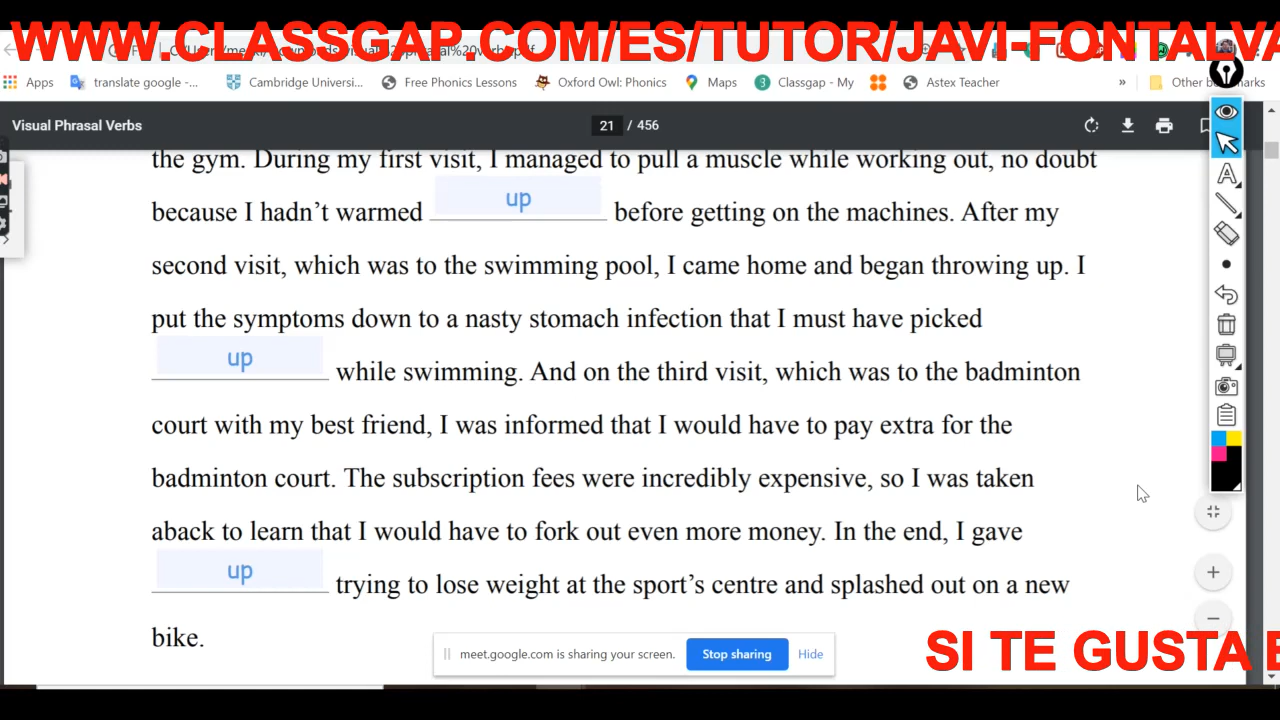 WWW.CLASSGAP.COM/ES/TUTOR/JAVI-FONTALVA
Apps translate google -... Cambridge Universi... Free Phonics Lessons Oxford Owl: Phonics Maps Classgap - My Astex Teacher » Other bookmarks
Visual Phrasal Verbs 21 / 456
the gym. During my first visit, I managed to pull a muscle while working out, no doubt
because I hadn't warmed up before getting on the machines. After my
second visit, which was to the swimming pool, I came home and began throwing up. I
put the symptoms down to a nasty stomach infection that I must have picked
up while swimming. And on the third visit, which was to the badminton
court with my best friend, I was informed that I would have to pay extra for the
badminton court. The subscription fees were incredibly expensive, so I was taken
aback to learn that I would have to fork out even more money. In the end, I gave
up trying to lose weight at the sport's centre and splashed out on a new
bike.
meet.google.com is sharing your screen. Stop sharing Hide
SI TE GUSTA